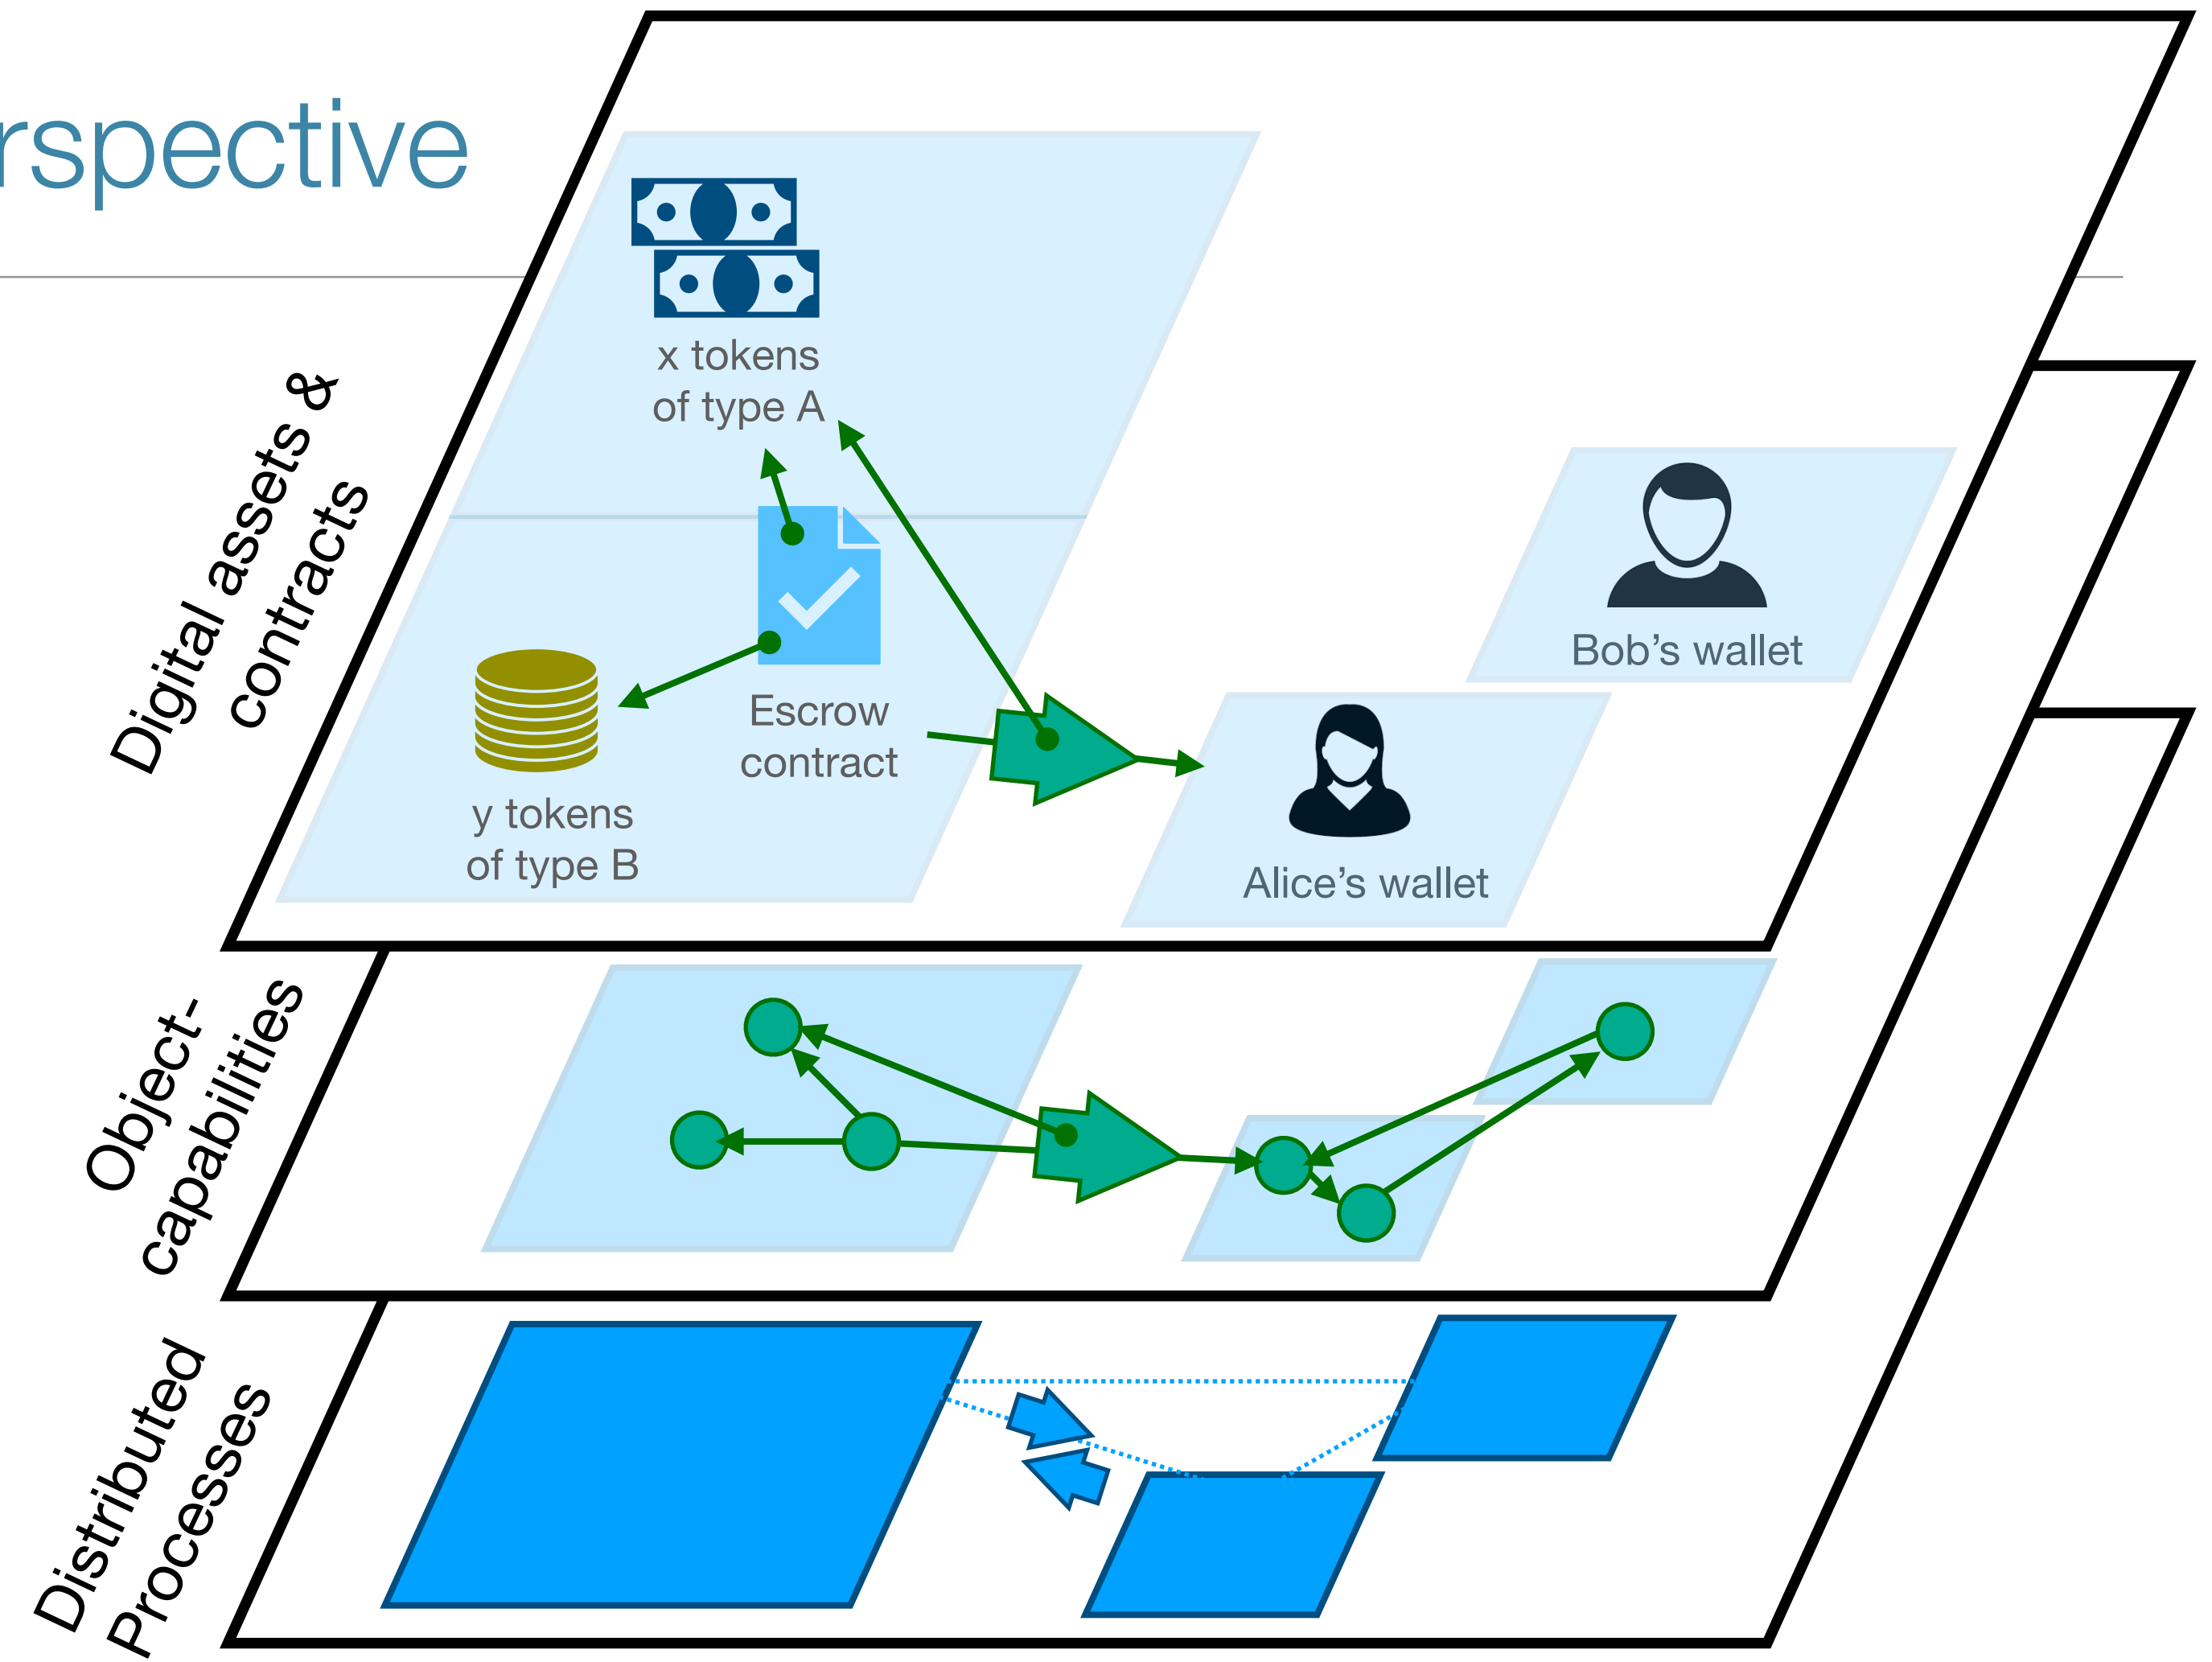 rspective
Digital assets &
contracts
x tokens
of type A
Escrow
contract
y tokens
of type B
Bob's wallet
Alice's wallet
Object-
capabilities
Distributed
Processes